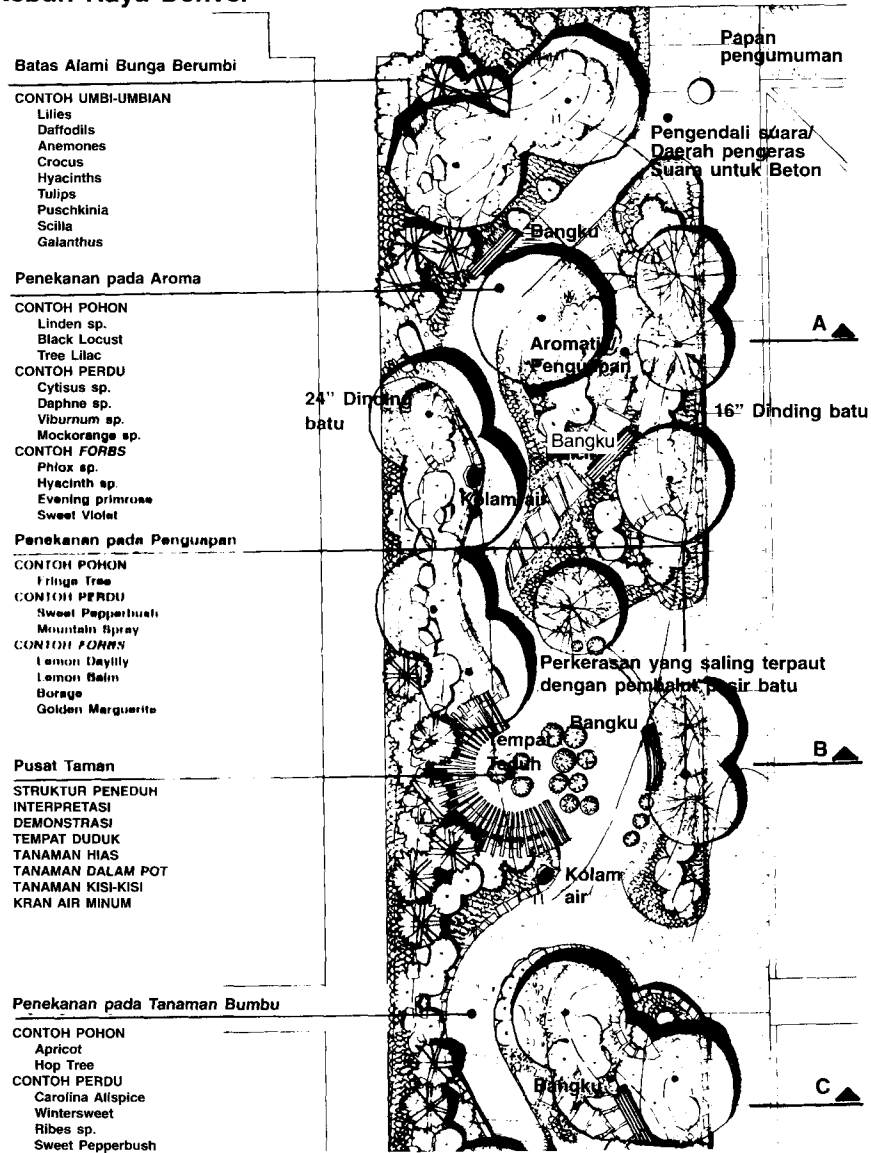 Kebun Raya Denver
Batas Alami Bunga Berumbi
CONTOH UMBI-UMBIAN
Lilies
Daffodils
Anemones
Crocus
Hyacinths
Tulips
Puschkinia
Scilla
Galanthus
Penekanan pada Aroma
CONTOH POHON
Linden sp.
Black Locust
Tree Lilac
CONTOH PERDU
Cytisus sp.
Daphne sp.
Viburnum sp.
Mockorange sp.
CONTOH FORBS
Phlox sp.
Hyacinth sp.
Evening primrose
Sweet Violet
Penekanan pada Penguapan
CONTOH POHON
Fringe Tree
CONTOH PERDU
Sweet Pepperbush
Mountain Spray
CONTOH FORBS
Lemon Daylily
Lemon Balm
Borage
Golden Marguerite
Pusat Taman
STRUKTUR PENEDUH
INTERPRETASI
DEMONSTRASI
TEMPAT DUDUK
TANAMAN HIAS
TANAMAN DALAM POT
TANAMAN KISI-KISI
KRAN AIR MINUM
Penekanan pada Tanaman Bumbu
CONTOH POHON
Apricot
Hop Tree
CONTOH PERDU
Carolina Allspice
Wintersweet
Ribes sp.
Sweet Pepperbush
Papan
pengumuman
Pengendali suara/
Daerah pengeras
Suara untuk Beton
Bangku
A
Aromatik
Penguapan
24" Dinding
batu
16" Dinding batu
Bangku
Kolam air
Perkerasan yang saling terpaut
dengan pembalut pasir batu
Bangku
Tempat
Teduh
B
Kolam
air
Bangku
C